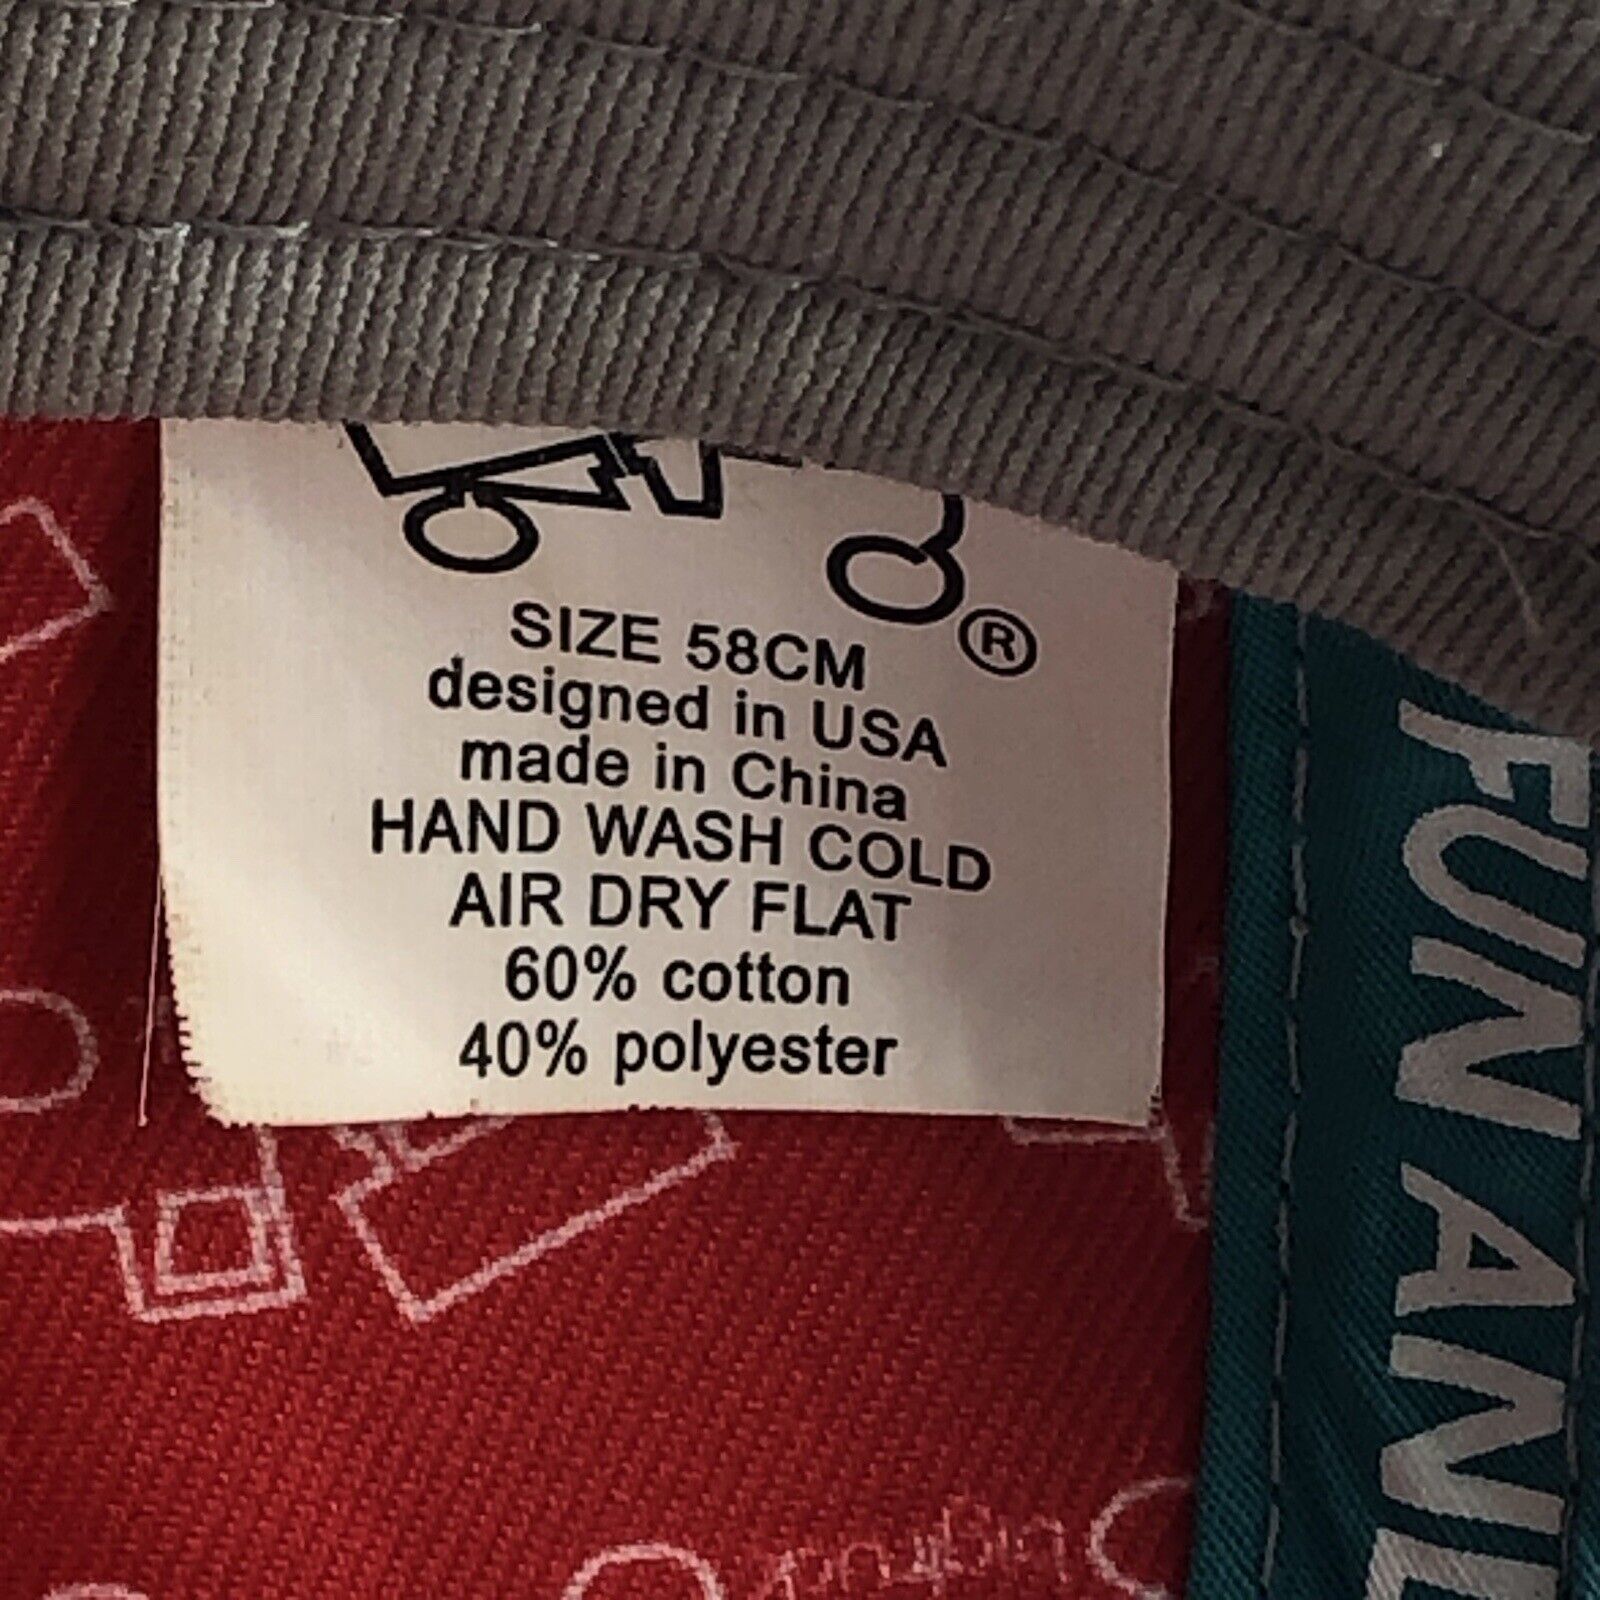 ®
SIZE 58CM
designed in USA
made in China
HAND WASH COLD
AIR DRY FLAT
60% cotton
40% polyester
FUN AND